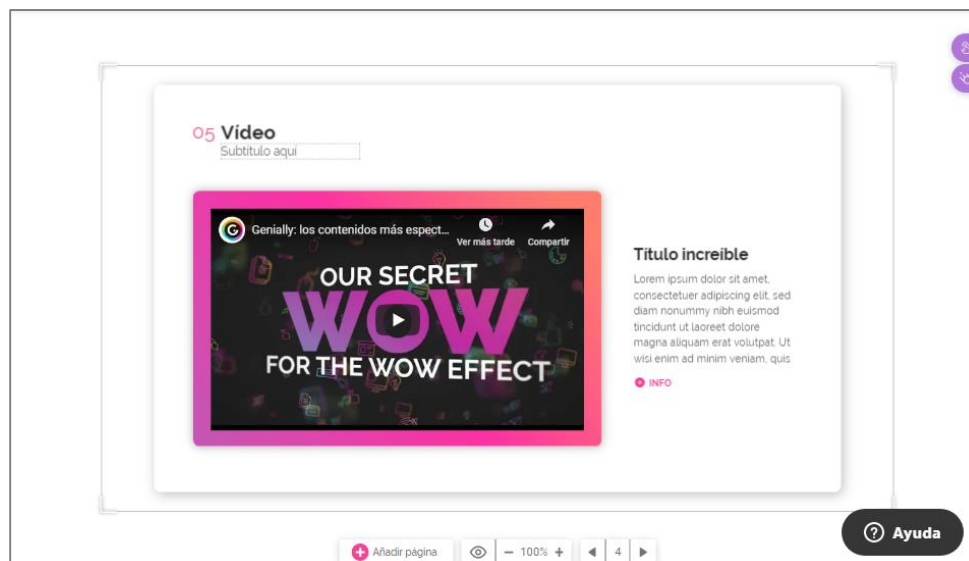 05 Vídeo
Subtítulo aquí
G Genially: los contenidos más espect...
Ver más tarde
Compartir
OUR SECRET
WOW
FOR THE WOW EFFECT
Título increíble
Lorem ipsum dolor sit amet,
consectetuer adipiscing elit, sed
diam nonummy nibh euismod
tincidunt ut laoreet dolore
magna aliquam erat volutpat. Ut
wisi enim ad minim veniam, quis
INFO
Añadir página
100%
4
Ayuda